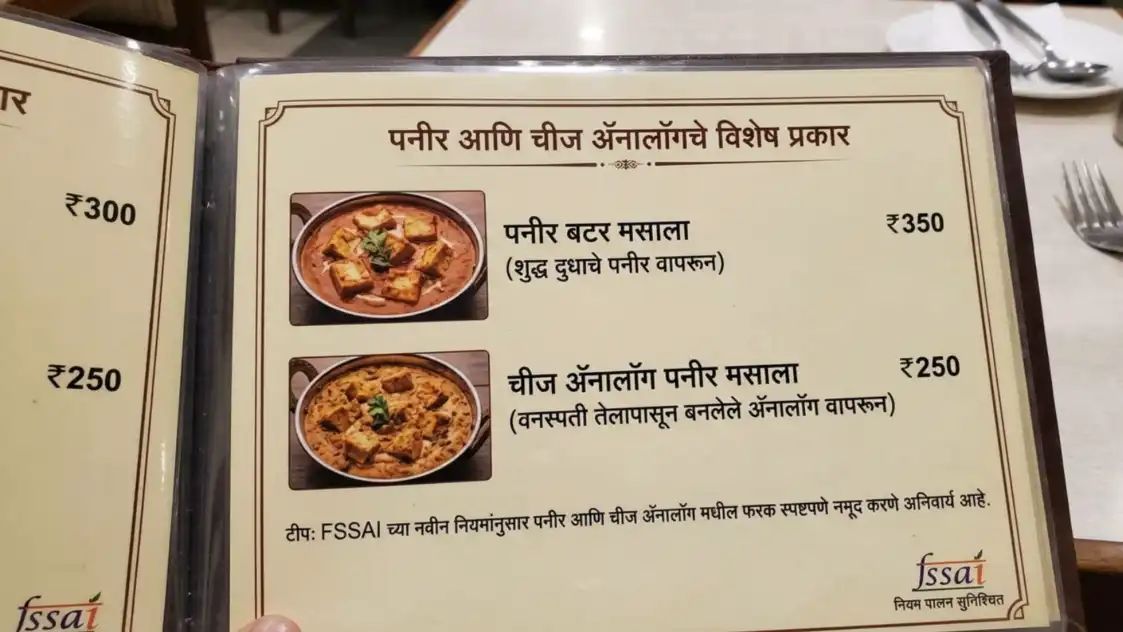 ार
₹300
₹250
fssai
पनीर आणि चीज ॲनालॉगचे विशेष प्रकार
पनीर बटर मसाला ₹350
(शुद्ध दुधाचे पनीर वापरून)
चीज ॲनालॉग पनीर मसाला ₹250
(वनस्पती तेलापासून बनलेले ॲनालॉग वापरून)
टीप: FSSAI च्या नवीन नियमांनुसार पनीर आणि चीज ॲनालॉग मधील फरक स्पष्टपणे नमूद करणे अनिवार्य आहे.
fssai
नियम पालन सुनिश्चित